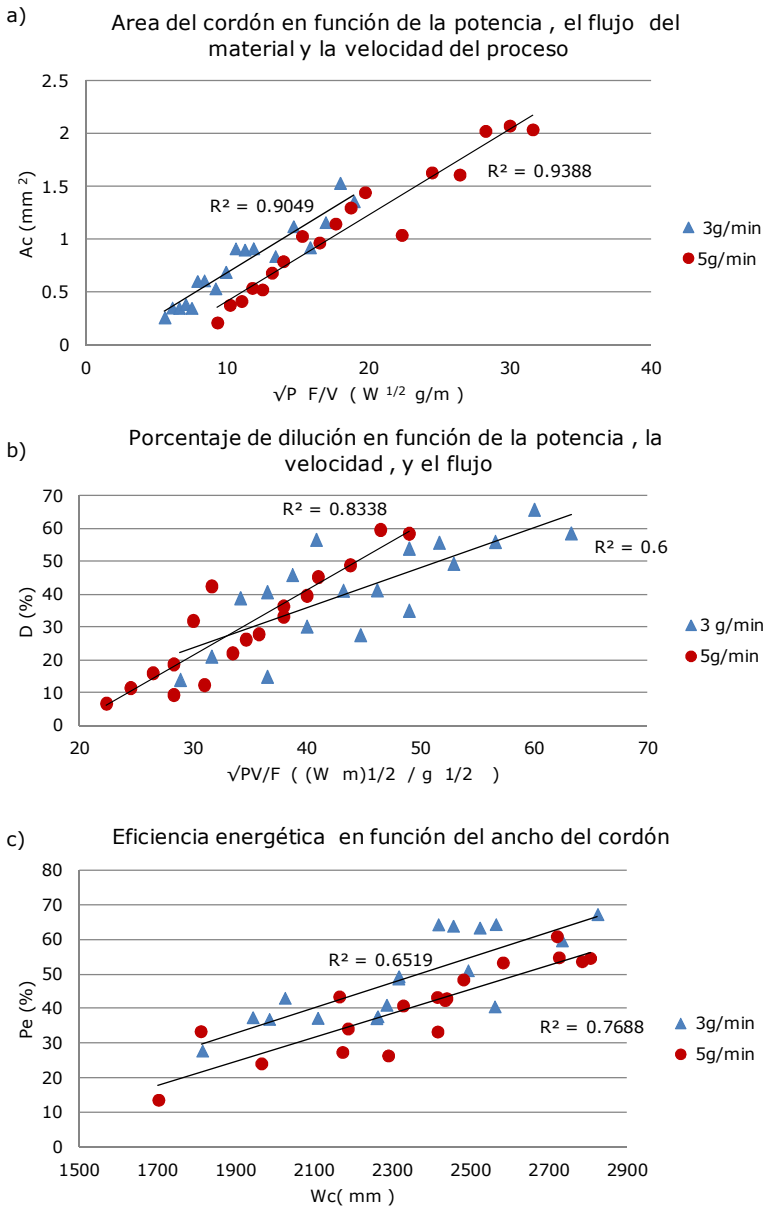 a)
Area del cordón en función de la potencia , el flujo del
material y la velocidad del proceso
2.5
2
1.5
1
0.5
0
Ac (mm ²)
R² = 0.9049
R² = 0.9388
3g/min
5g/min
0 10 20 30 40
√P F/V ( W 1/2 g/m )
b)
Porcentaje de dilución en función de la potencia , la
velocidad , y el flujo
70
60
50
40
30
20
10
0
D (%)
R² = 0.8338
R² = 0.6
3 g/min
5g/min
20 30 40 50 60 70
√PV/F ( (W m)1/2 / g 1/2 )
c)
Eficiencia energética en función del ancho del cordón
80
70
60
50
40
30
20
10
0
Pe (%)
R² = 0.6519
R² = 0.7688
3g/min
5g/min
1500 1700 1900 2100 2300 2500 2700 2900
Wc( mm )